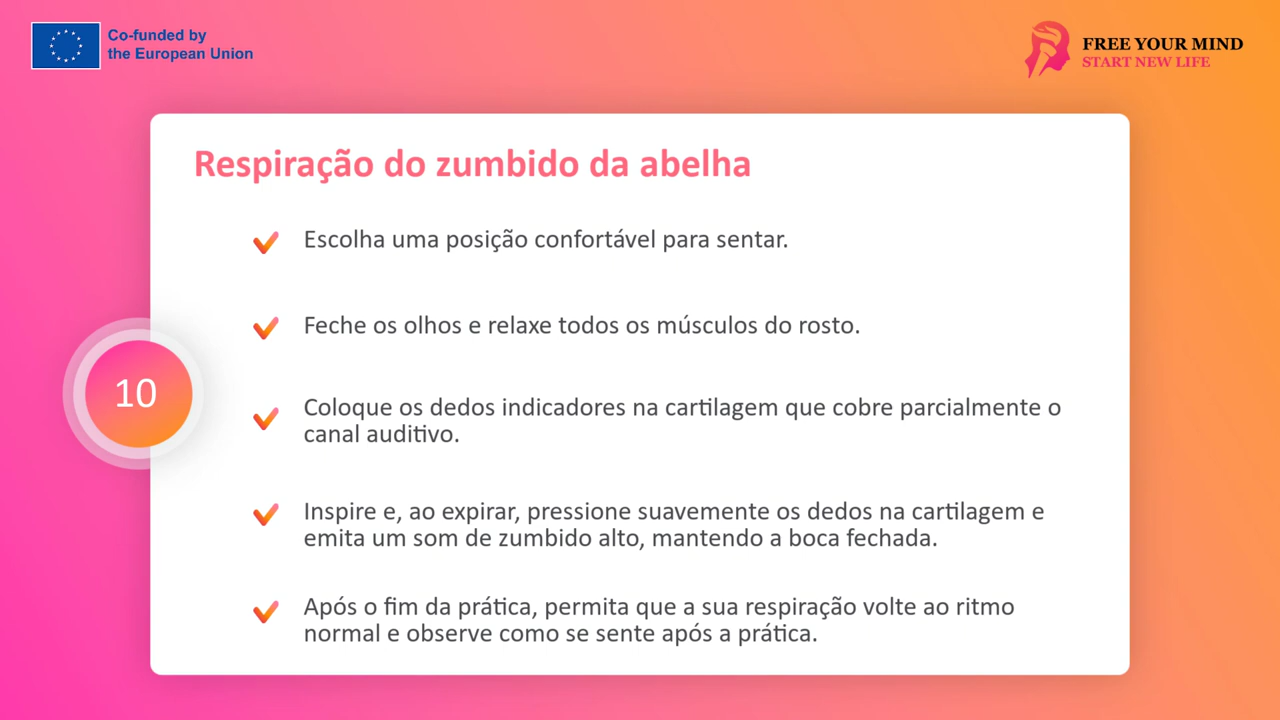 Co-funded by
the European Union
FREE YOUR MIND
START NEW LIFE
Respiração do zumbido da abelha
Escolha uma posição confortável para sentar.
Feche os olhos e relaxe todos os músculos do rosto.
10
Coloque os dedos indicadores na cartilagem que cobre parcialmente o
canal auditivo.
Inspire e, ao expirar, pressione suavemente os dedos na cartilagem e
emita um som de zumbido alto, mantendo a boca fechada.
Após o fim da prática, permita que a sua respiração volte ao ritmo
normal e observe como se sente após a prática.